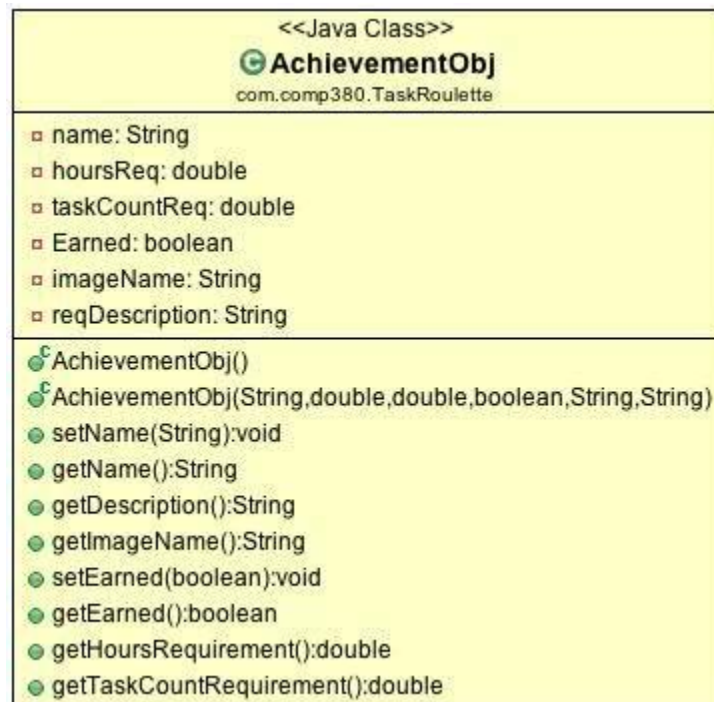 <<Java Class>>
AchievementObj
com.comp380.TaskRoulette
name: String
hoursReq: double
taskCountReq: double
Earned: boolean
imageName: String
reqDescription: String
AchievementObj()
AchievementObj(String,double,double,boolean,String,String)
setName(String):void
getName():String
getDescription():String
getImageName():String
setEarned(boolean):void
getEarned():boolean
getHoursRequirement():double
getTaskCountRequirement():double